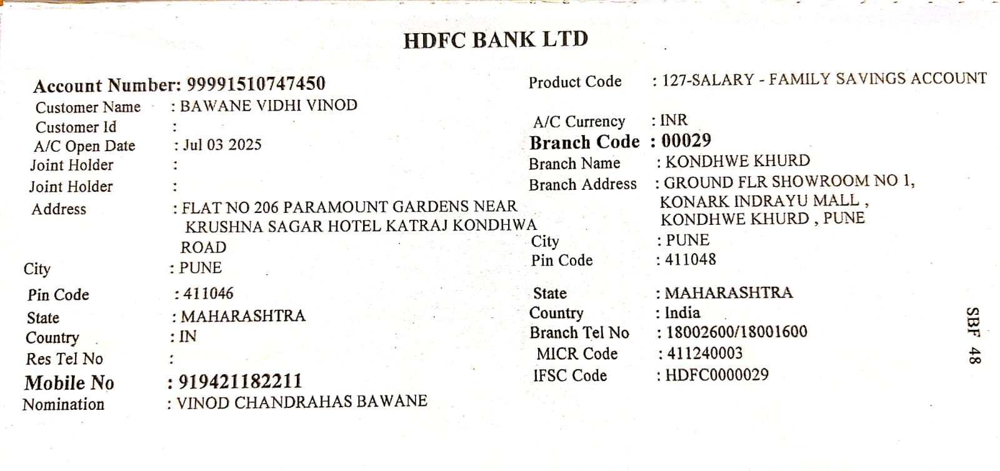 HDFC BANK LTD
Account Number: 99991510747450
Customer Name : BAWANE VIDHI VINOD
Customer Id :
A/C Open Date : Jul 03 2025
Joint Holder :
Joint Holder :
Address : FLAT NO 206 PARAMOUNT GARDENS NEAR
KRUSHNA SAGAR HOTEL KATRAJ KONDHWA
ROAD
City : PUNE
Pin Code : 411046
State : MAHARASHTRA
Country : IN
Res Tel No :
Mobile No : 919421182211
Nomination : VINOD CHANDRAHAS BAWANE
Product Code : 127-SALARY - FAMILY SAVINGS ACCOUNT
A/C Currency : INR
Branch Code : 00029
Branch Name : KONDHWE KHURD
Branch Address : GROUND FLR SHOWROOM NO 1,
KONARK INDRAYU MALL ,
KONDHWE KHURD , PUNE
City : PUNE
Pin Code : 411048
State : MAHARASHTRA
Country : India
Branch Tel No : 18002600/18001600
MICR Code : 411240003
IFSC Code : HDFC0000029
SBF 48